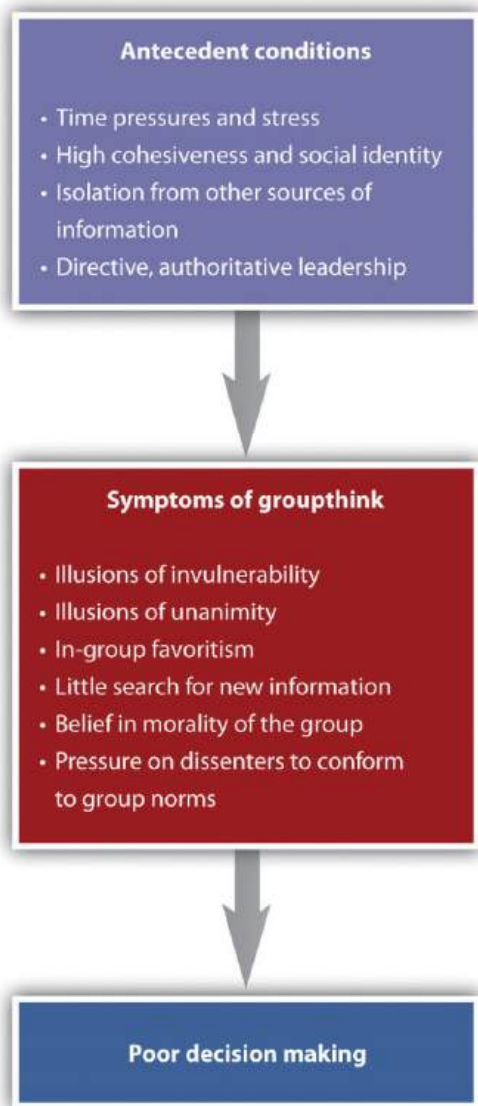 Antecedent conditions
• Time pressures and stress
• High cohesiveness and social identity
• Isolation from other sources of
information
• Directive, authoritative leadership
Symptoms of groupthink
• Illusions of invulnerability
• Illusions of unanimity
• In-group favoritism
• Little search for new information
• Belief in morality of the group
• Pressure on dissenters to conform
to group norms
Poor decision making